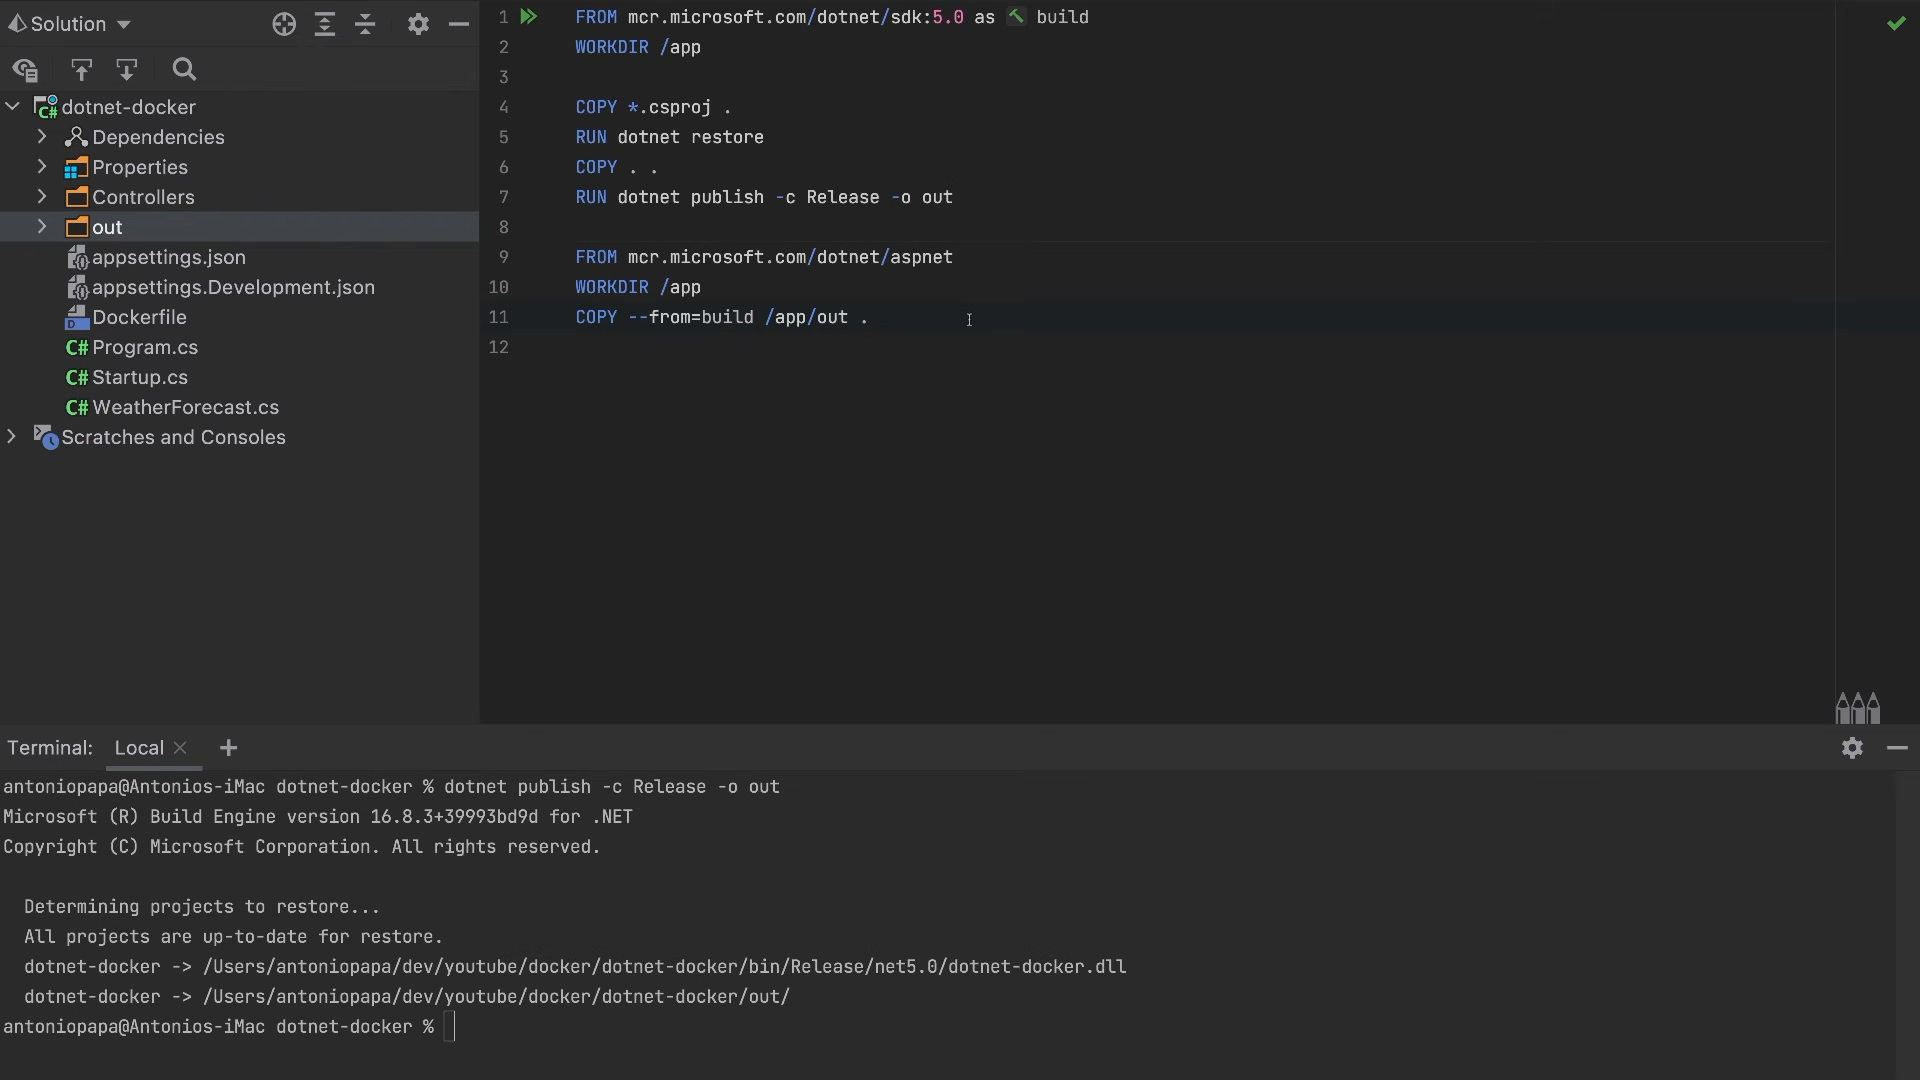 Solution
dotnet-docker
Dependencies
Properties
Controllers
out
appsettings.json
appsettings.Development.json
Dockerfile
C# Program.cs
C# Startup.cs
C# WeatherForecast.cs
Scratches and Consoles
1 FROM mcr.microsoft.com/dotnet/sdk:5.0 as build
2 WORKDIR /app
3
4 COPY *.csproj .
5 RUN dotnet restore
6 COPY . .
7 RUN dotnet publish -c Release -o out
8
9 FROM mcr.microsoft.com/dotnet/aspnet
10 WORKDIR /app
11 COPY --from=build /app/out .
12
Terminal: Local
antoniopapa@Antonios-iMac dotnet-docker % dotnet publish -c Release -o out
Microsoft (R) Build Engine version 16.8.3+39993bd9d for .NET
Copyright (C) Microsoft Corporation. All rights reserved.
Determining projects to restore...
All projects are up-to-date for restore.
dotnet-docker -> /Users/antoniopapa/dev/youtube/docker/dotnet-docker/bin/Release/net5.0/dotnet-docker.dll
dotnet-docker -> /Users/antoniopapa/dev/youtube/docker/dotnet-docker/out/
antoniopapa@Antonios-iMac dotnet-docker %